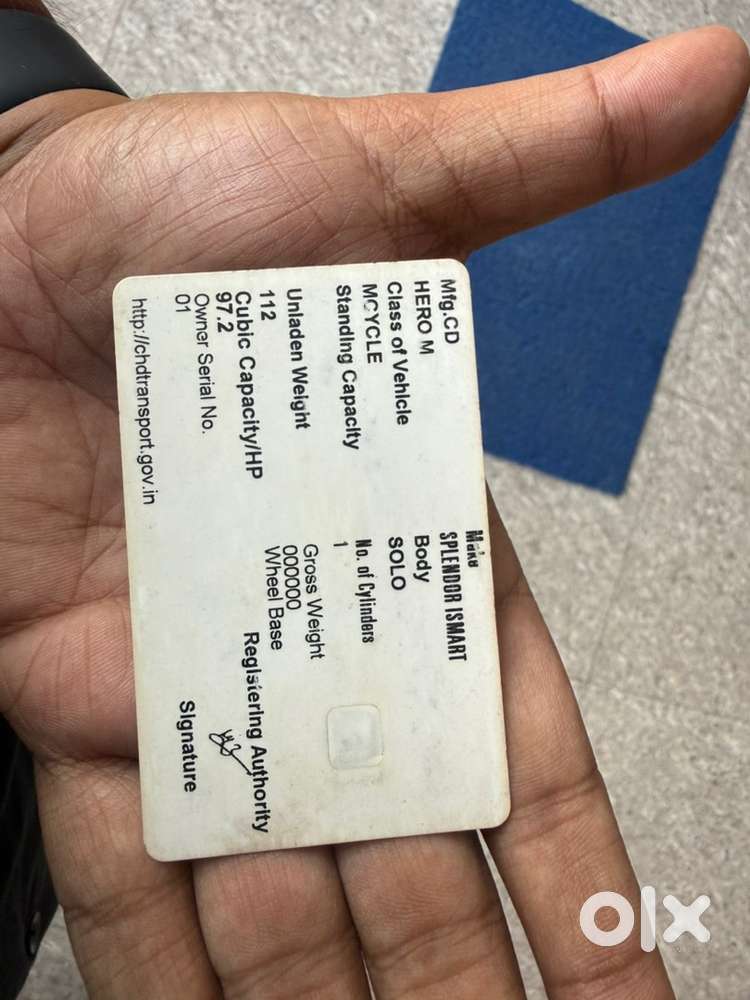 Mfg.CD
HERO M
Class of Vehicle
MCYCLE
Standing Capacity
Unladen Weight
112
Cubic Capacity/HP
97.2
Owner Serial No.
01
http://chdtransport.gov.in
Make
SPLENDOR ISMART
Body
SOLO
No. of Cylinders
1
Gross Weight
000000
Wheel Base
Registering Authority
Signature
olx